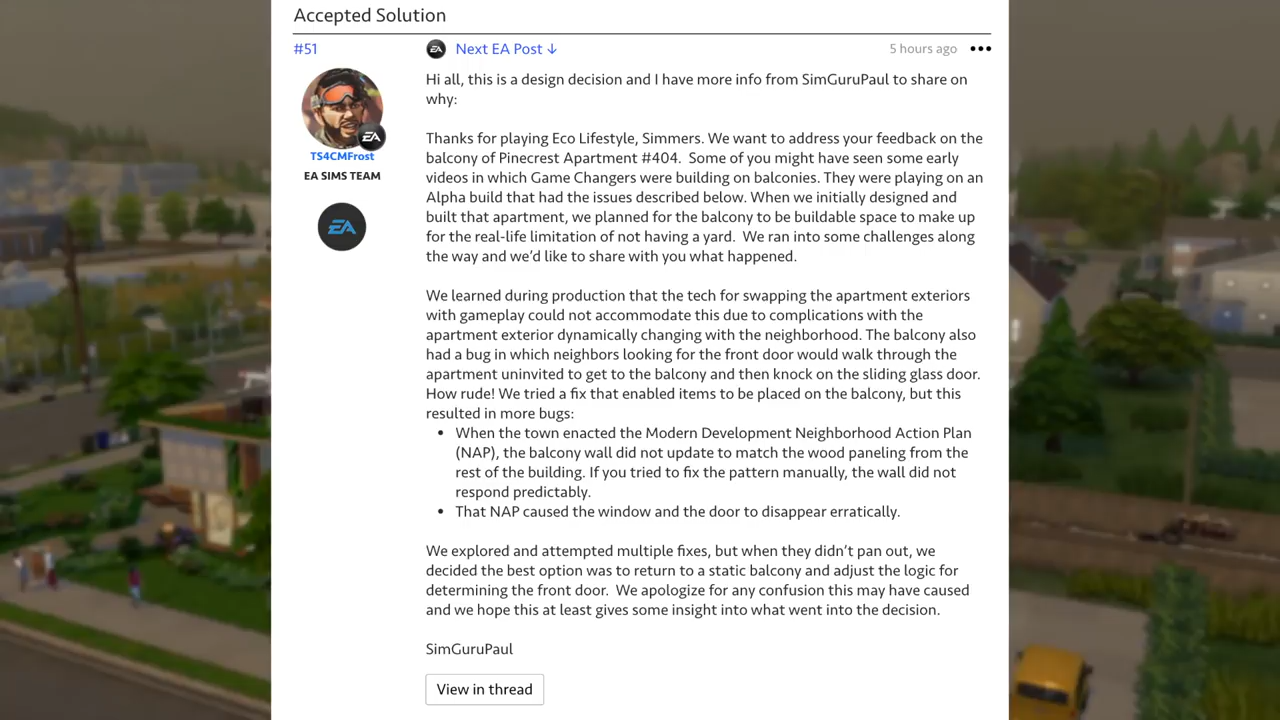 Accepted Solution
#51
Next EA Post ↓
5 hours ago
EA
TS4CMFrost
EA SIMS TEAM
EA
Hi all, this is a design decision and I have more info from SimGuruPaul to share on
why:
Thanks for playing Eco Lifestyle, Simmers. We want to address your feedback on the
balcony of Pinecrest Apartment #404.  Some of you might have seen some early
videos in which Game Changers were building on balconies. They were playing on an
Alpha build that had the issues described below. When we initially designed and
built that apartment, we planned for the balcony to be buildable space to make up
for the real-life limitation of not having a yard.  We ran into some challenges along
the way and we’d like to share with you what happened.
We learned during production that the tech for swapping the apartment exteriors
with gameplay could not accommodate this due to complications with the
apartment exterior dynamically changing with the neighborhood. The balcony also
had a bug in which neighbors looking for the front door would walk through the
apartment uninvited to get to the balcony and then knock on the sliding glass door.
How rude! We tried a fix that enabled items to be placed on the balcony, but this
resulted in more bugs:
• When the town enacted the Modern Development Neighborhood Action Plan
(NAP), the balcony wall did not update to match the wood paneling from the
rest of the building. If you tried to fix the pattern manually, the wall did not
respond predictably.
• That NAP caused the window and the door to disappear erratically.
We explored and attempted multiple fixes, but when they didn’t pan out, we
decided the best option was to return to a static balcony and adjust the logic for
determining the front door.  We apologize for any confusion this may have caused
and we hope this at least gives some insight into what went into the decision.
SimGuruPaul
View in thread